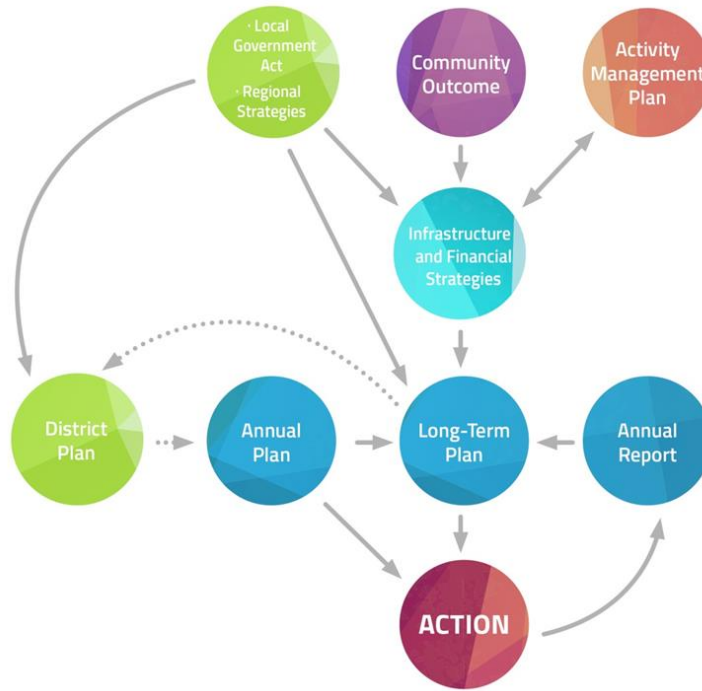 · Local
Government
Act
· Regional
Strategies
Community
Outcome
Activity
Management
Plan
Infrastructure
and Financial
Strategies
District
Plan
Annual
Plan
Long-Term
Plan
Annual
Report
ACTION